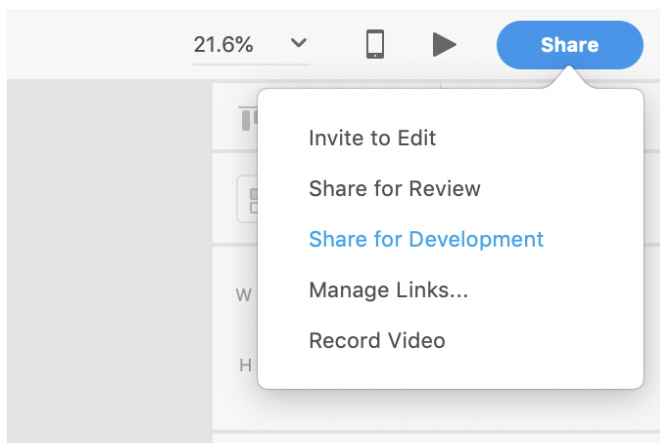 21.6%
Share
Invite to Edit
Share for Review
Share for Development
W
Manage Links...
Record Video
H